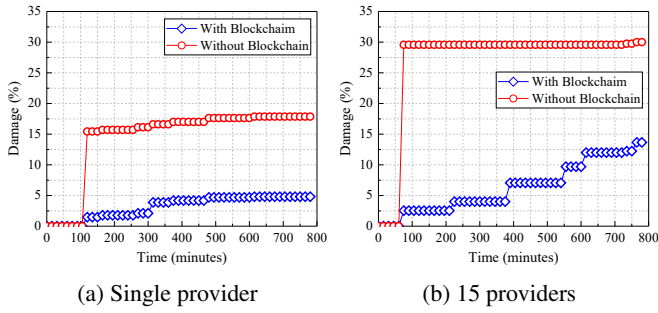 35
30
25
20
15
10
5
0
Damage (%)
With Blockchaim
Without Blockchain
0 100 200 300 400 500 600 700 800
Time (minutes)
(a) Single provider
35
30
25
20
15
10
5
0
Damage (%)
With Blockchaim
Without Blockchain
0 100 200 300 400 500 600 700 800
Time (minutes)
(b) 15 providers